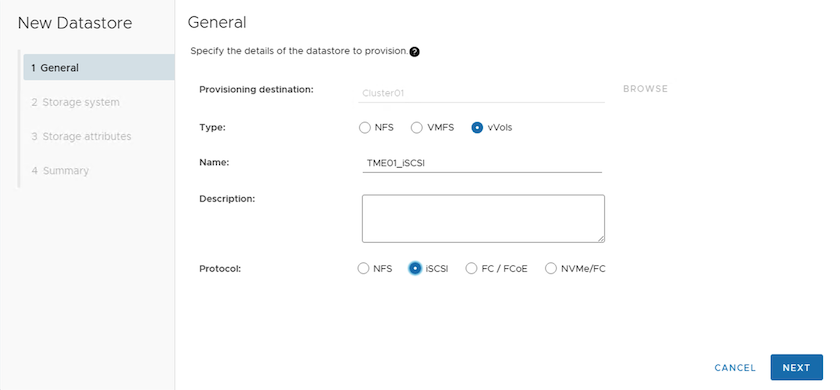 New Datastore
1 General
2 Storage system
3 Storage attributes
4 Summary
General
Specify the details of the datastore to provision. ?
Provisioning destination: Cluster01 BROWSE
Type: NFS VMFS vVols
Name: TME01_iSCSI
Description:
Protocol: NFS iSCSI FC / FCoE NVMe/FC
CANCEL NEXT